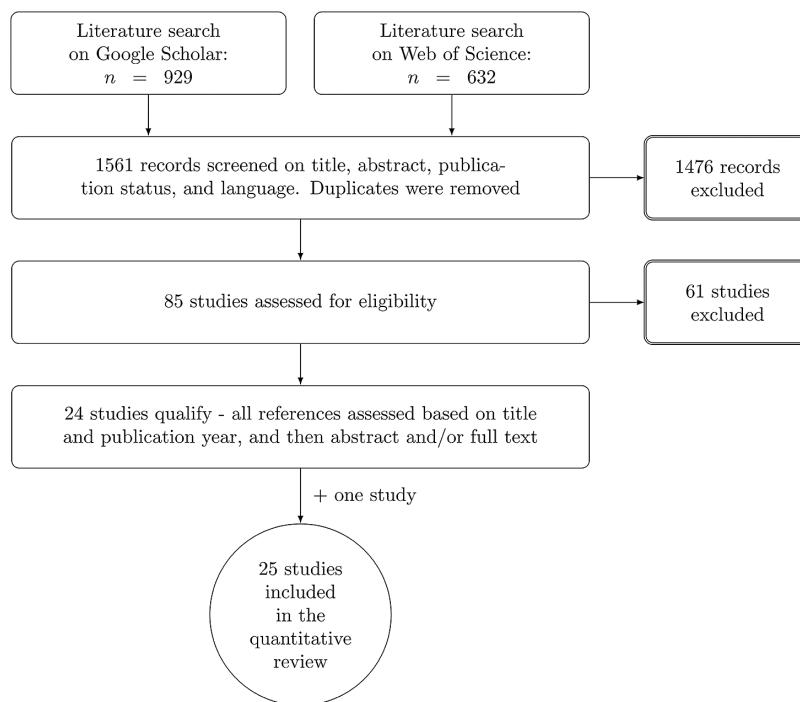 Literature search
on Google Scholar:
n = 929
Literature search
on Web of Science:
n = 632
1561 records screened on title, abstract, publica-
tion status, and language. Duplicates were removed
1476 records
excluded
85 studies assessed for eligibility
61 studies
excluded
24 studies qualify - all references assessed based on title
and publication year, and then abstract and/or full text
+ one study
25 studies
included
in the
quantitative
review